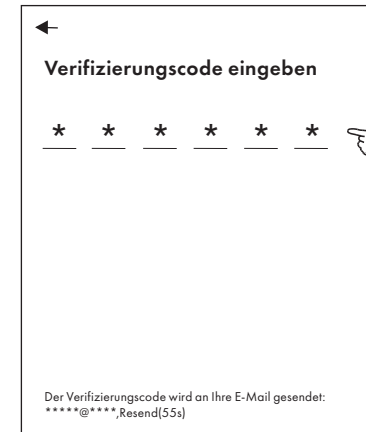 Verifizierungscode eingeben
* * * * * *
Der Verifizierungscode wird an Ihre E-Mail gesendet:
*****@****,Resend(55s)